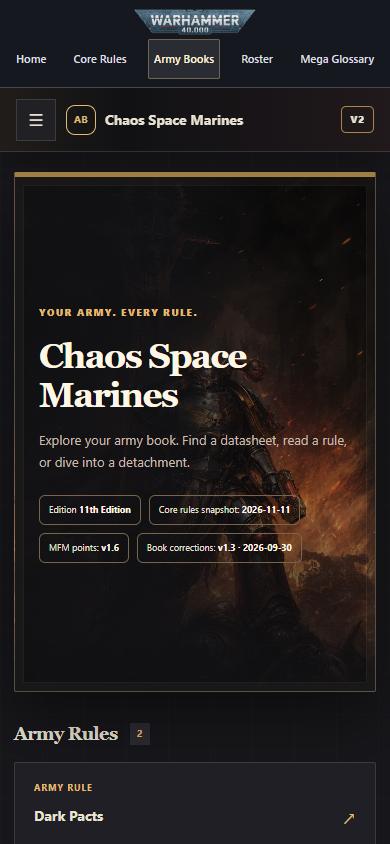 WARHAMMER
40,000
Home Core Rules Army Books Roster Mega Glossary
☰ AB Chaos Space Marines V2
YOUR ARMY. EVERY RULE.
Chaos Space
Marines
Explore your army book. Find a datasheet, read a rule,
or dive into a detachment.
Edition 11th Edition Core rules snapshot: 2026-11-11
MFM points: v1.6 Book corrections: v1.3 · 2026-09-30
Army Rules 2
ARMY RULE
Dark Pacts ↗